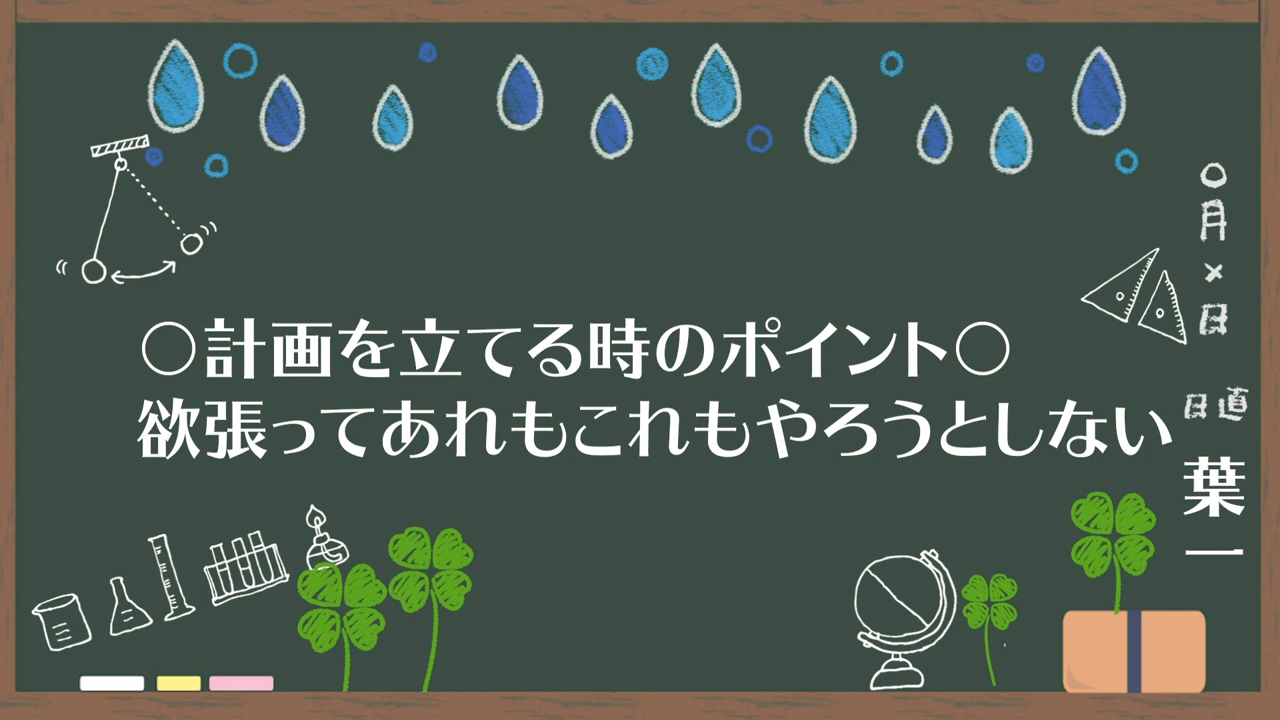 ○計画を立てる時のポイント○
欲張ってあれもこれもやろうとしない
○月×日
日直
葉一